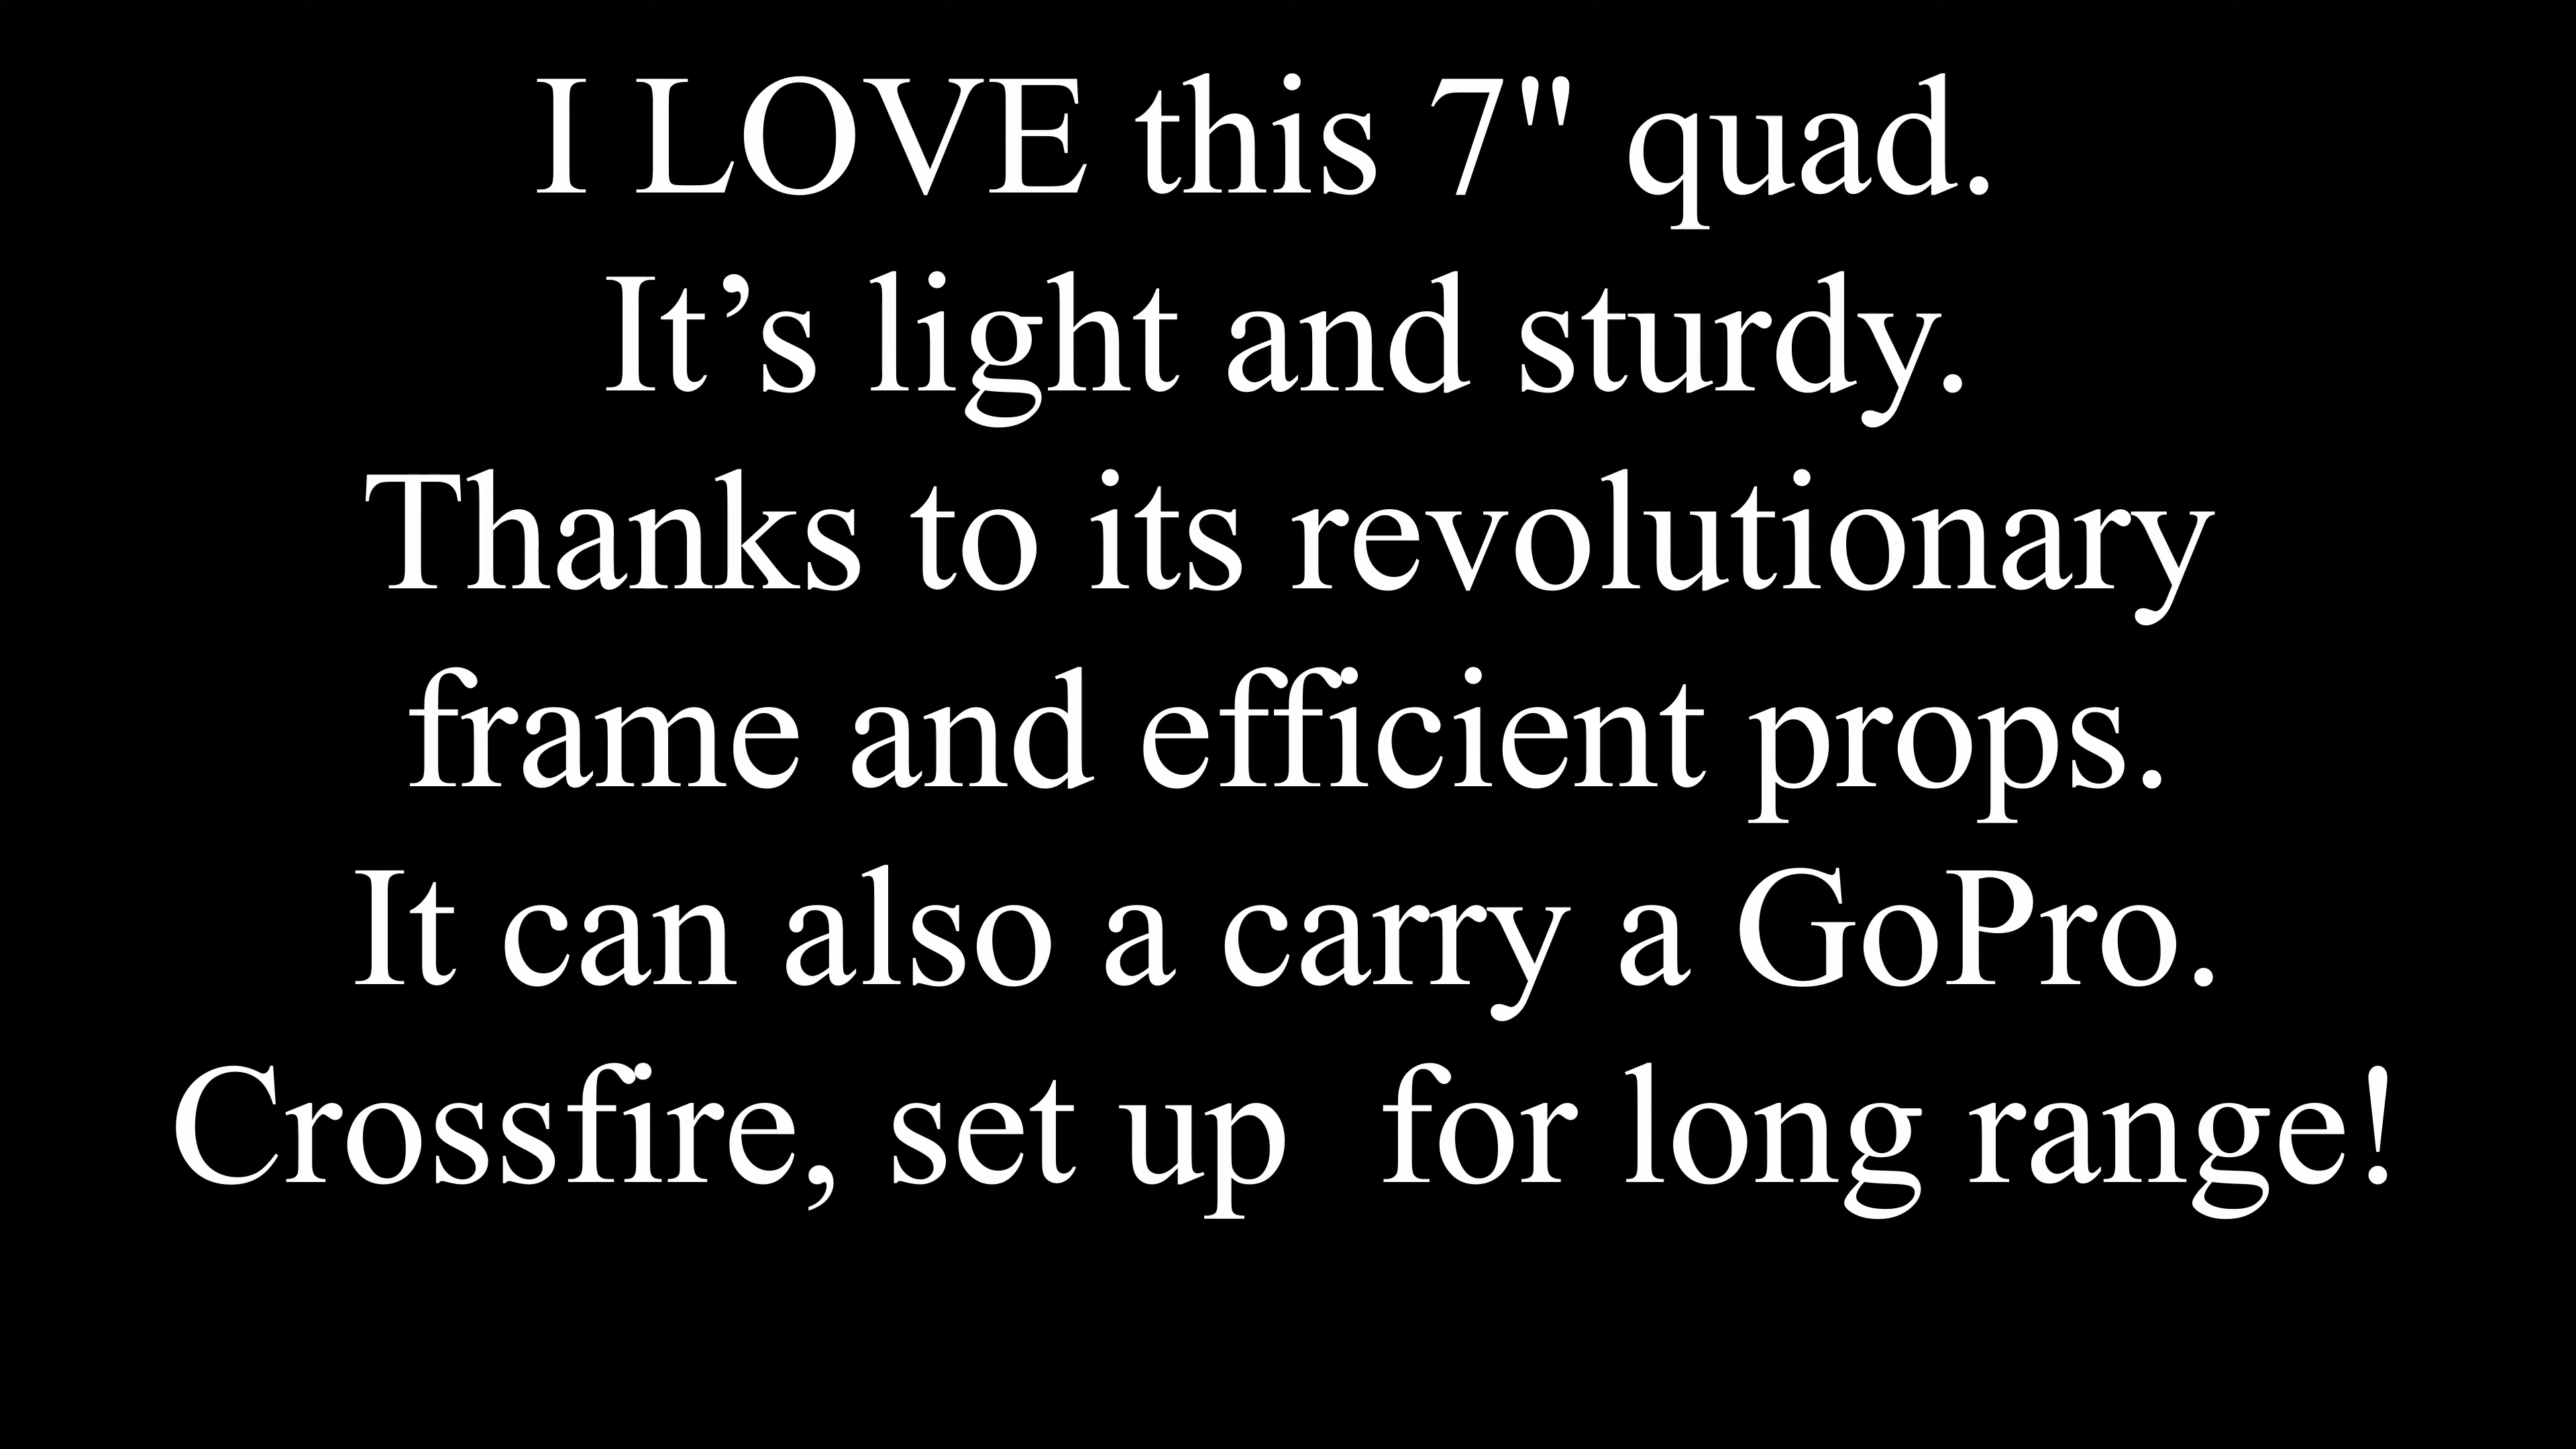 I LOVE this 7" quad.
It’s light and sturdy.
Thanks to its revolutionary
frame and efficient props.
It can also a carry a GoPro.
Crossfire, set up  for long range!